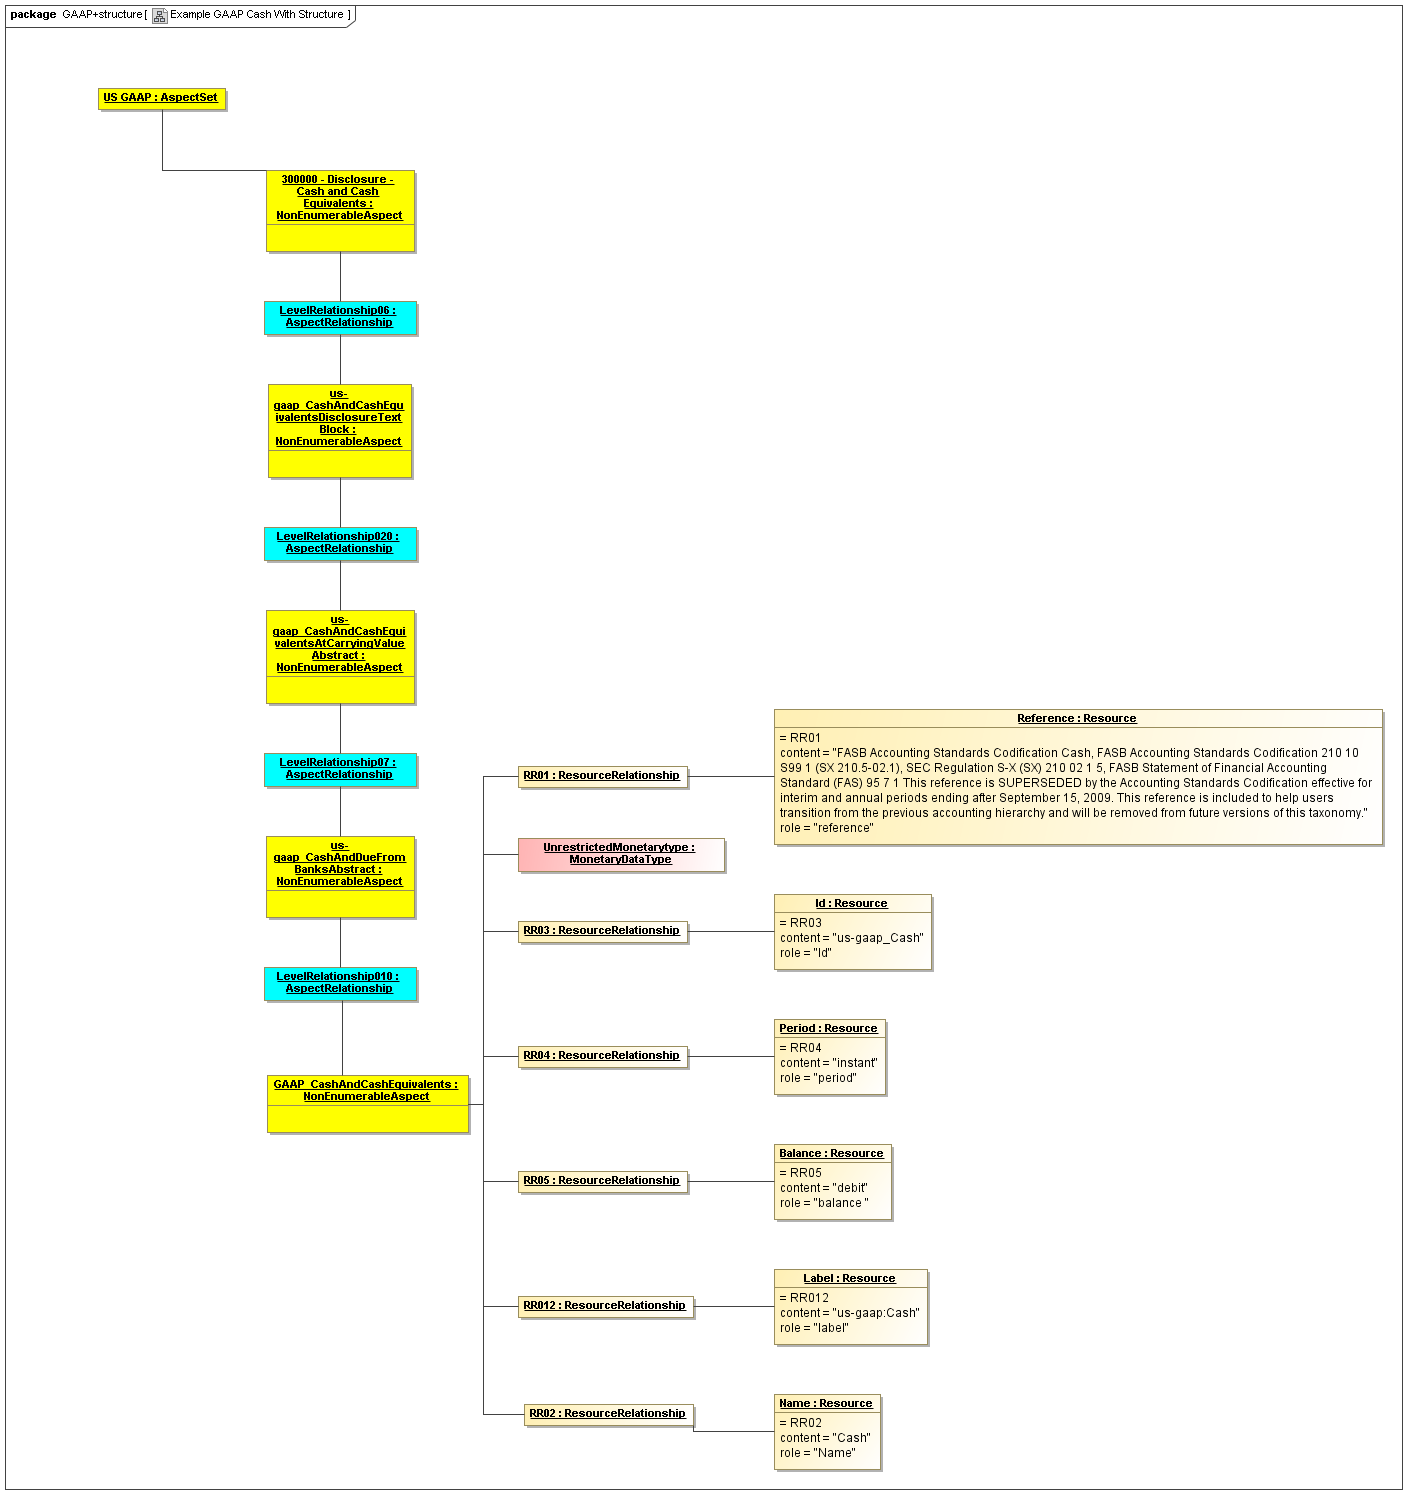 package GAAP+structure [ Example GAAP Cash With Structure ]
US GAAP : AspectSet
300000 - Disclosure -
Cash and Cash
Equivalents :
NonEnumerableAspect
LevelRelationship06 :
AspectRelationship
us-
gaap_CashAndCashEqu
ivalentsDisclosureText
Block :
NonEnumerableAspect
LevelRelationship020 :
AspectRelationship
us-
gaap_CashAndCashEqui
valentsAtCarryingValue
Abstract :
NonEnumerableAspect
LevelRelationship07 :
AspectRelationship
us-
gaap_CashAndDueFrom
BanksAbstract :
NonEnumerableAspect
LevelRelationship010 :
AspectRelationship
GAAP_CashAndCashEquivalents :
NonEnumerableAspect
RR01 : ResourceRelationship
Reference : Resource
= RR01
content = "FASB Accounting Standards Codification Cash, FASB Accounting Standards Codification 210 10
S99 1 (SX 210.5-02.1), SEC Regulation S-X (SX) 210 02 1 5, FASB Statement of Financial Accounting
Standard (FAS) 95 7 1 This reference is SUPERSEDED by the Accounting Standards Codification effective for
interim and annual periods ending after September 15, 2009. This reference is included to help users
transition from the previous accounting hierarchy and will be removed from future versions of this taxonomy."
role = "reference"
UnrestrictedMonetarytype :
MonetaryDataType
RR03 : ResourceRelationship
Id : Resource
= RR03
content = "us-gaap_Cash"
role = "Id"
RR04 : ResourceRelationship
Period : Resource
= RR04
content = "instant"
role = "period"
RR05 : ResourceRelationship
Balance : Resource
= RR05
content = "debit"
role = "balance "
RR012 : ResourceRelationship
Label : Resource
= RR012
content = "us-gaap:Cash"
role = "label"
RR02 : ResourceRelationship
Name : Resource
= RR02
content = "Cash"
role = "Name"